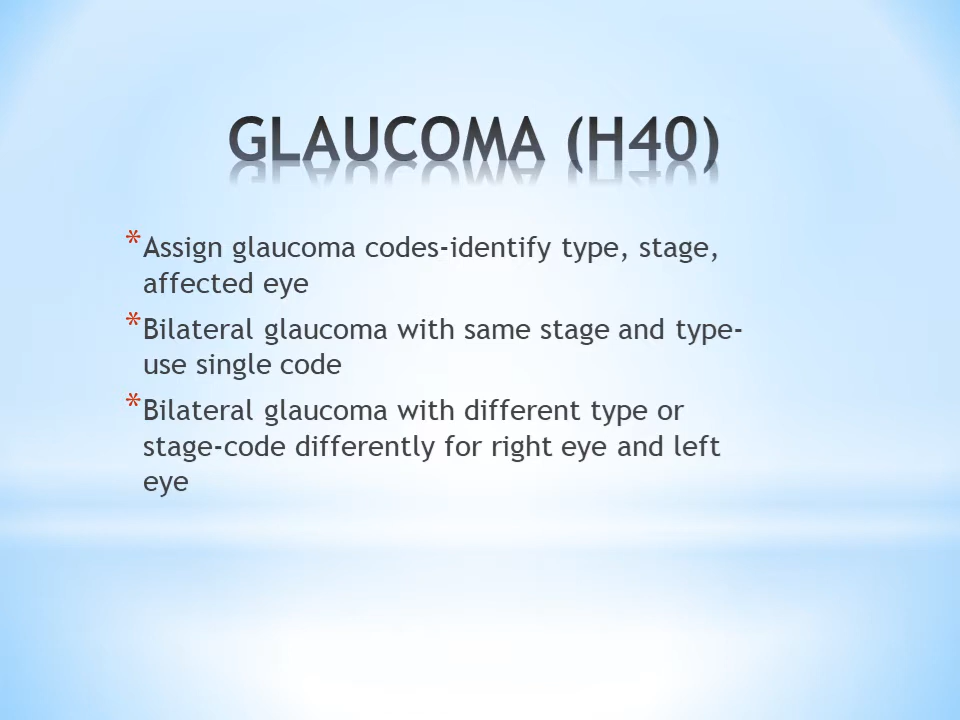 GLAUCOMA (H40)
* Assign glaucoma codes-identify type, stage,
affected eye
* Bilateral glaucoma with same stage and type-
use single code
* Bilateral glaucoma with different type or
stage-code differently for right eye and left
eye